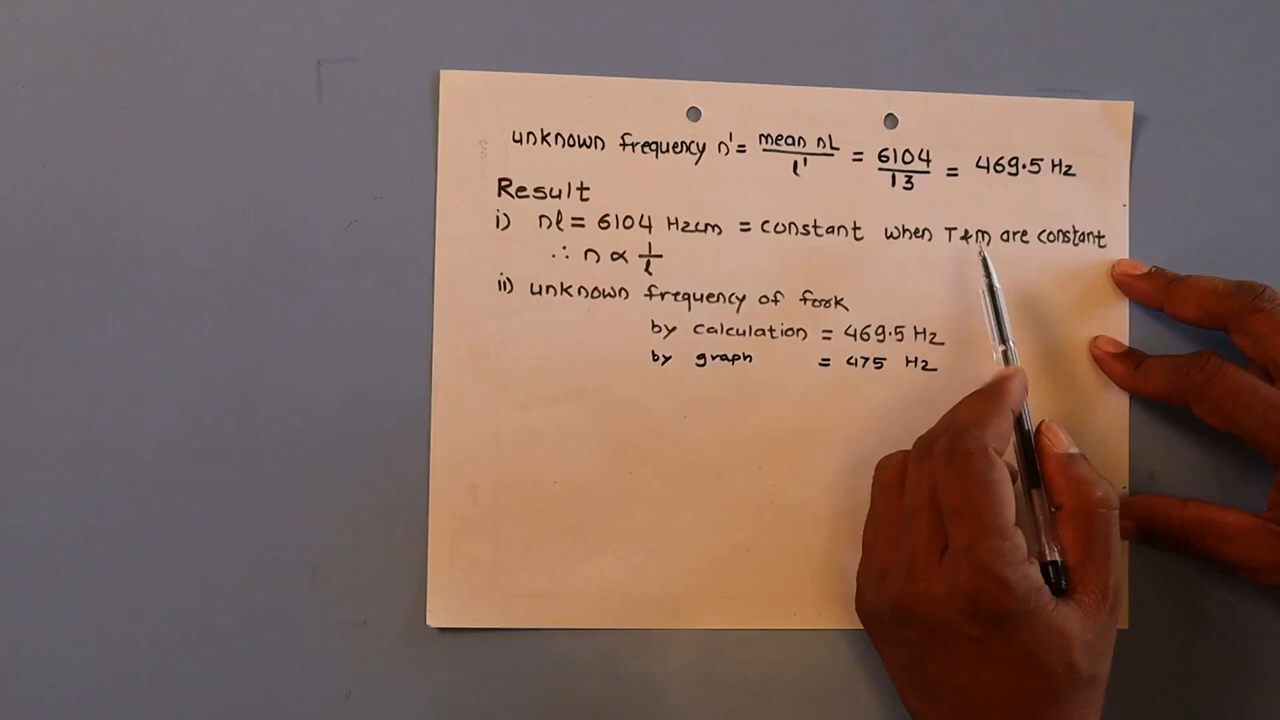 unknown frequency n' = mean nL / l' = 6104 / 13 = 469.5 Hz
Result
i) nl = 6104 Hzcm = constant when T & m are constant
∴ n ∝ 1/l
ii) unknown frequency of fork
by calculation = 469.5 Hz
by graph = 475 Hz